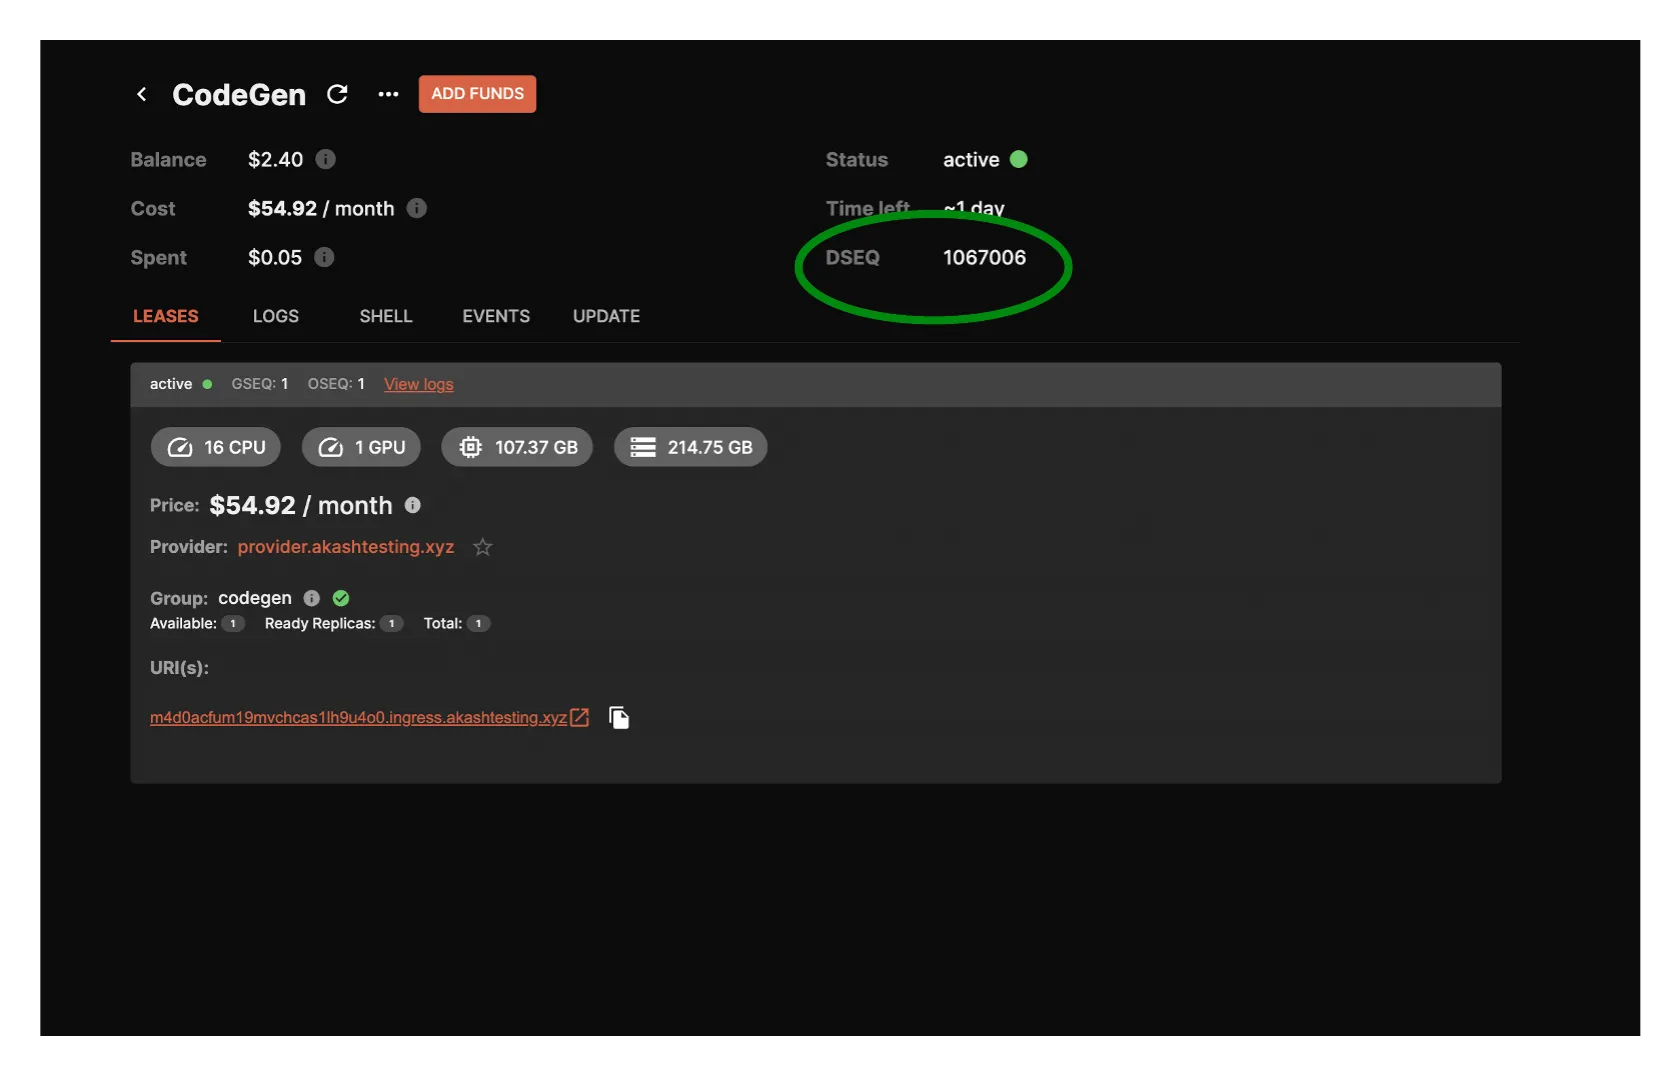 CodeGen ADD FUNDS
Balance $2.40
Status active
Cost $54.92 / month
Time left ~1 day
Spent $0.05
DSEQ 1067006
LEASES LOGS SHELL EVENTS UPDATE
active GSEQ: 1 OSEQ: 1 View logs
16 CPU 1 GPU 107.37 GB 214.75 GB
Price: $54.92 / month
Provider: provider.akashtesting.xyz
Group: codegen
Available: 1 Ready Replicas: 1 Total: 1
URI(s):
m4d0acfum19mvchcas1lh9u4o0.ingress.akashtesting.xyz